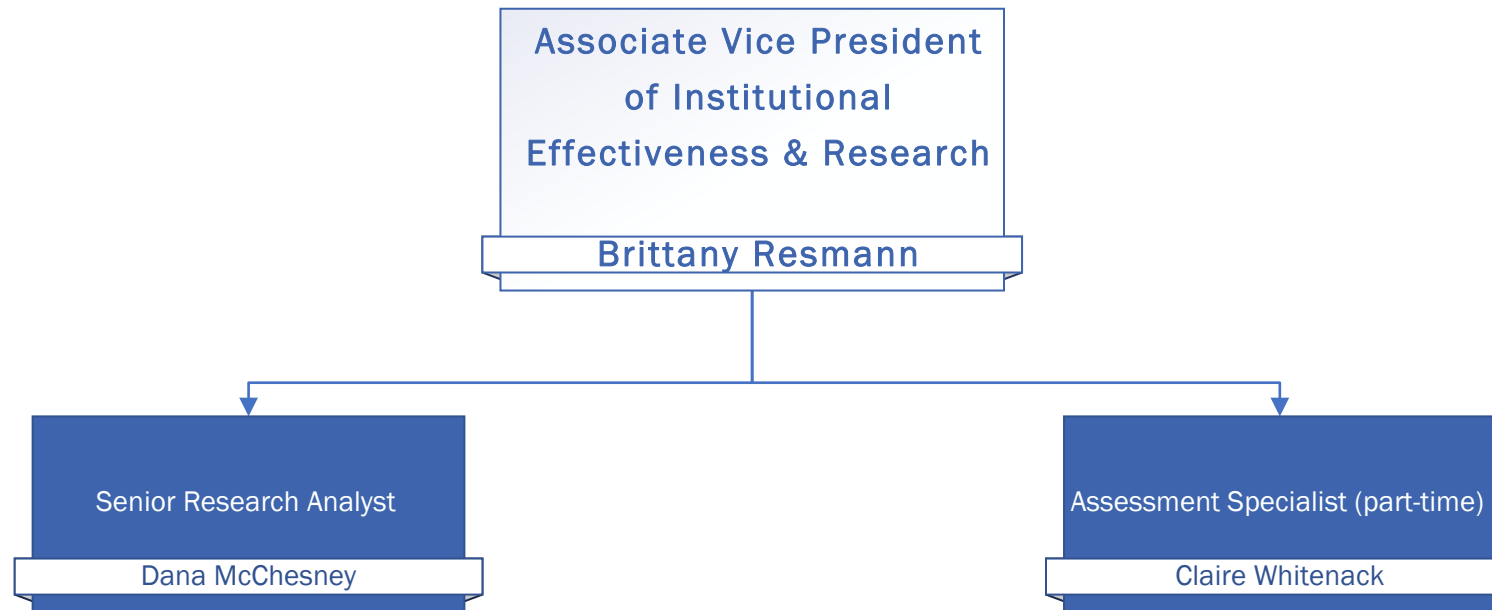 Associate Vice President
of Institutional
Effectiveness & Research
Brittany Resmann
Senior Research Analyst
Dana McChesney
Assessment Specialist (part-time)
Claire Whitenack